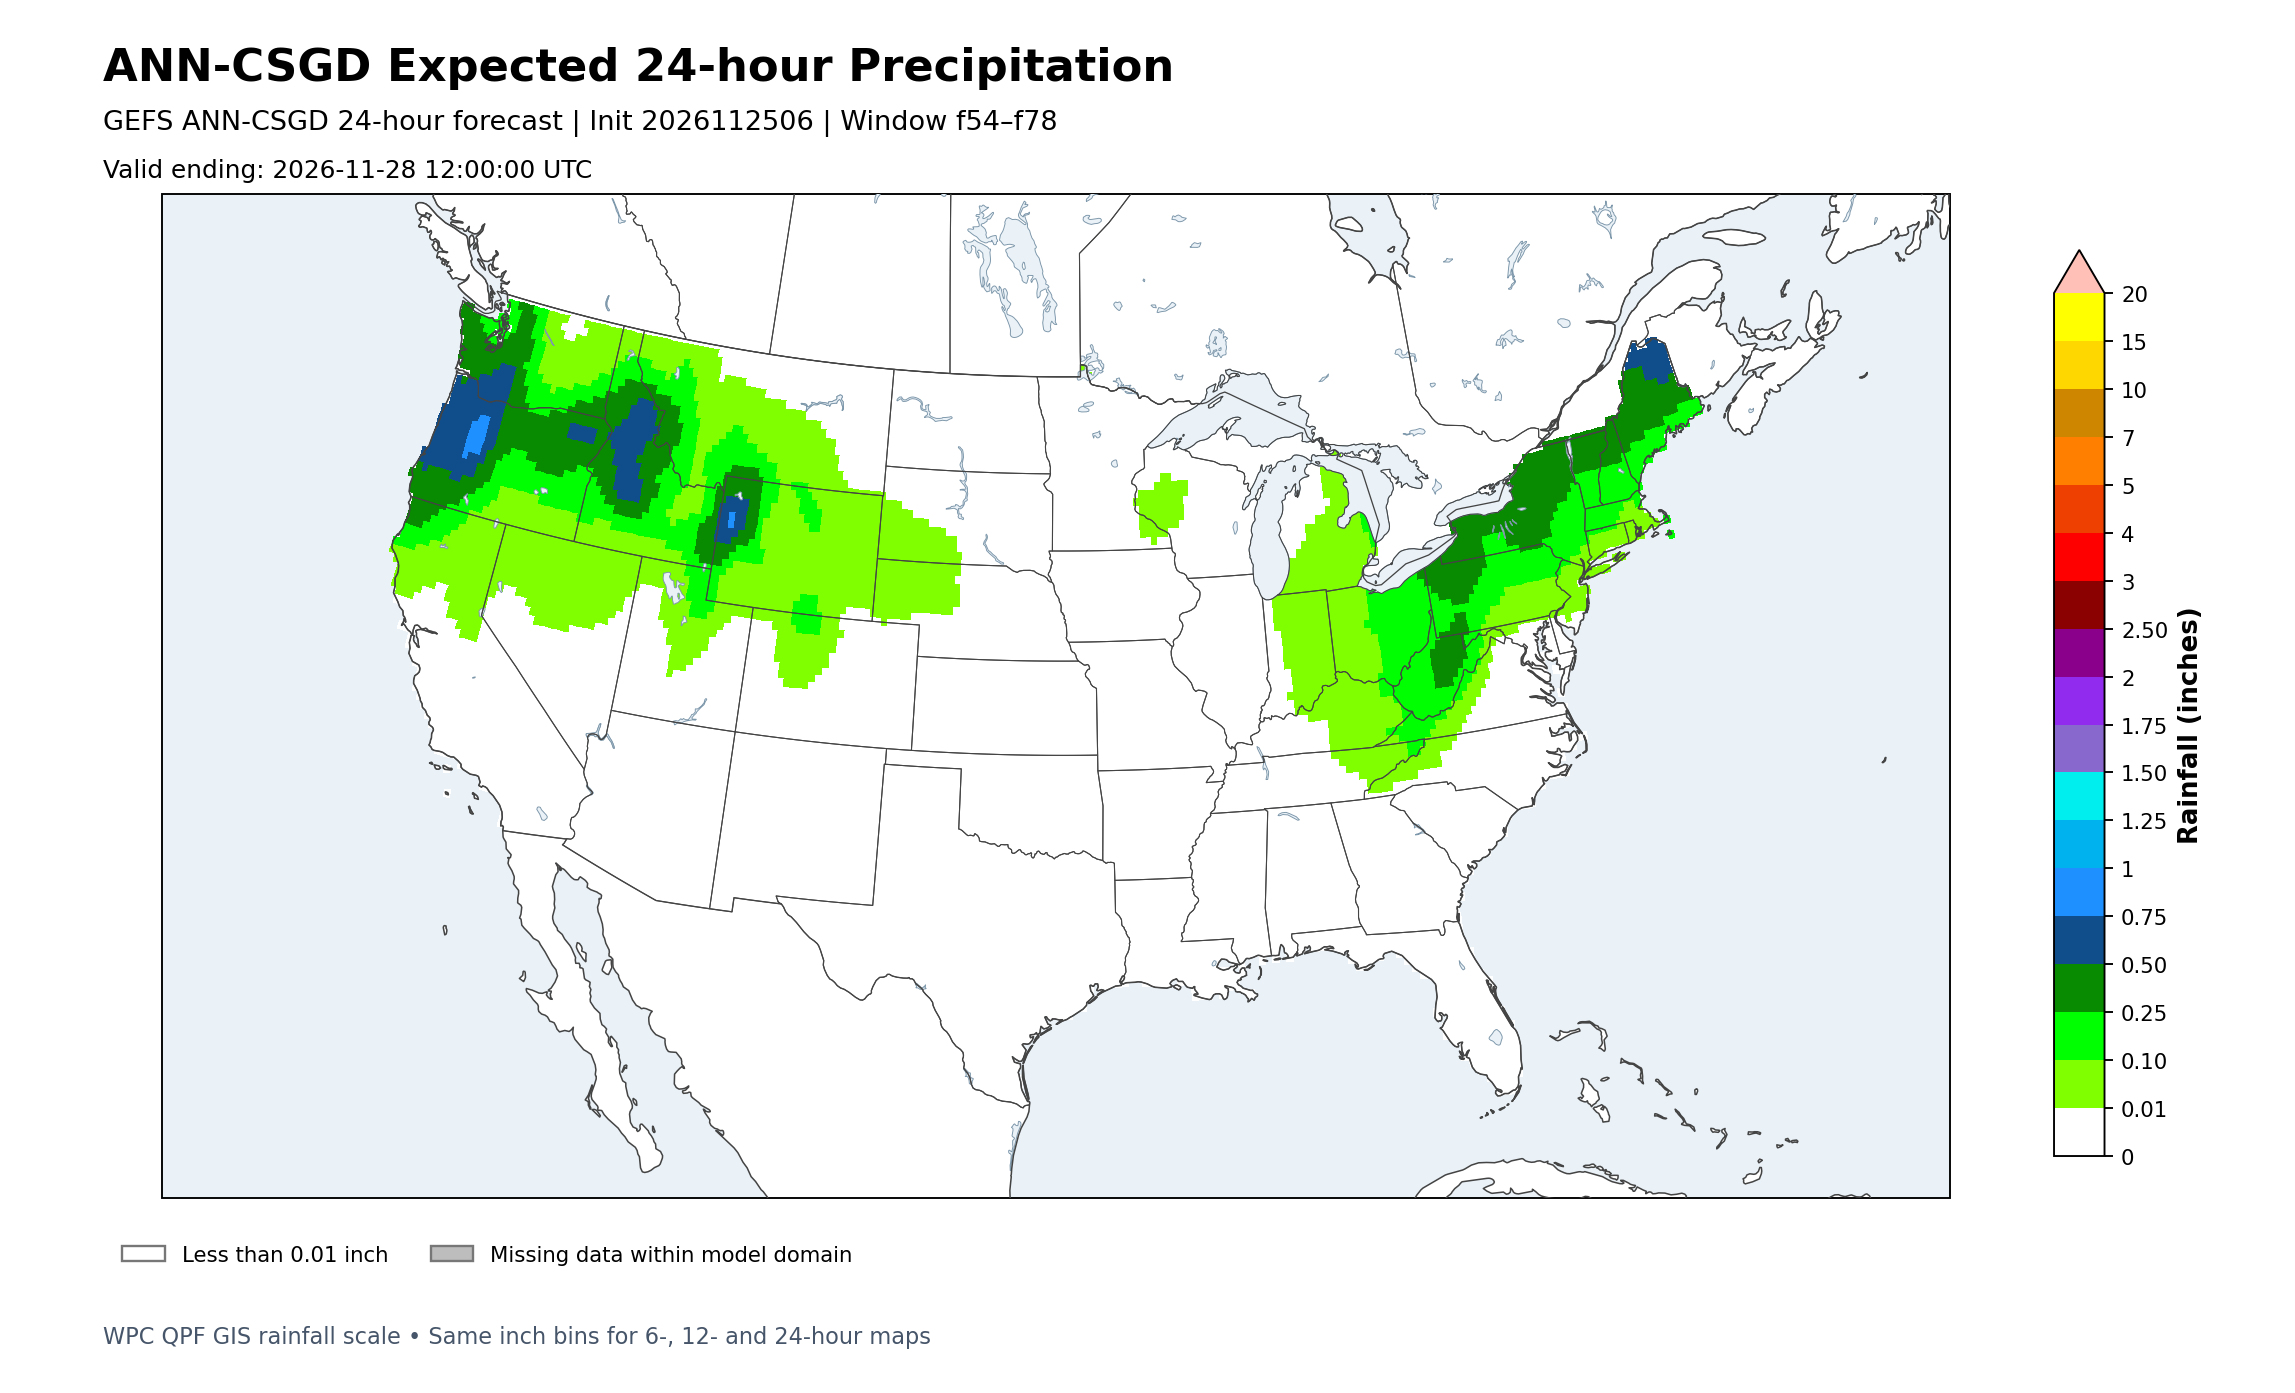 ANN-CSGD Expected 24-hour Precipitation
GEFS ANN-CSGD 24-hour forecast | Init 2026112506 | Window f54–f78
Valid ending: 2026-11-28 12:00:00 UTC
20
15
10
7
5
4
3
2.50
2
1.75
1.50
1.25
1
0.75
0.50
0.25
0.10
0.01
0
Rainfall (inches)
Less than 0.01 inch
Missing data within model domain
WPC QPF GIS rainfall scale • Same inch bins for 6-, 12- and 24-hour maps